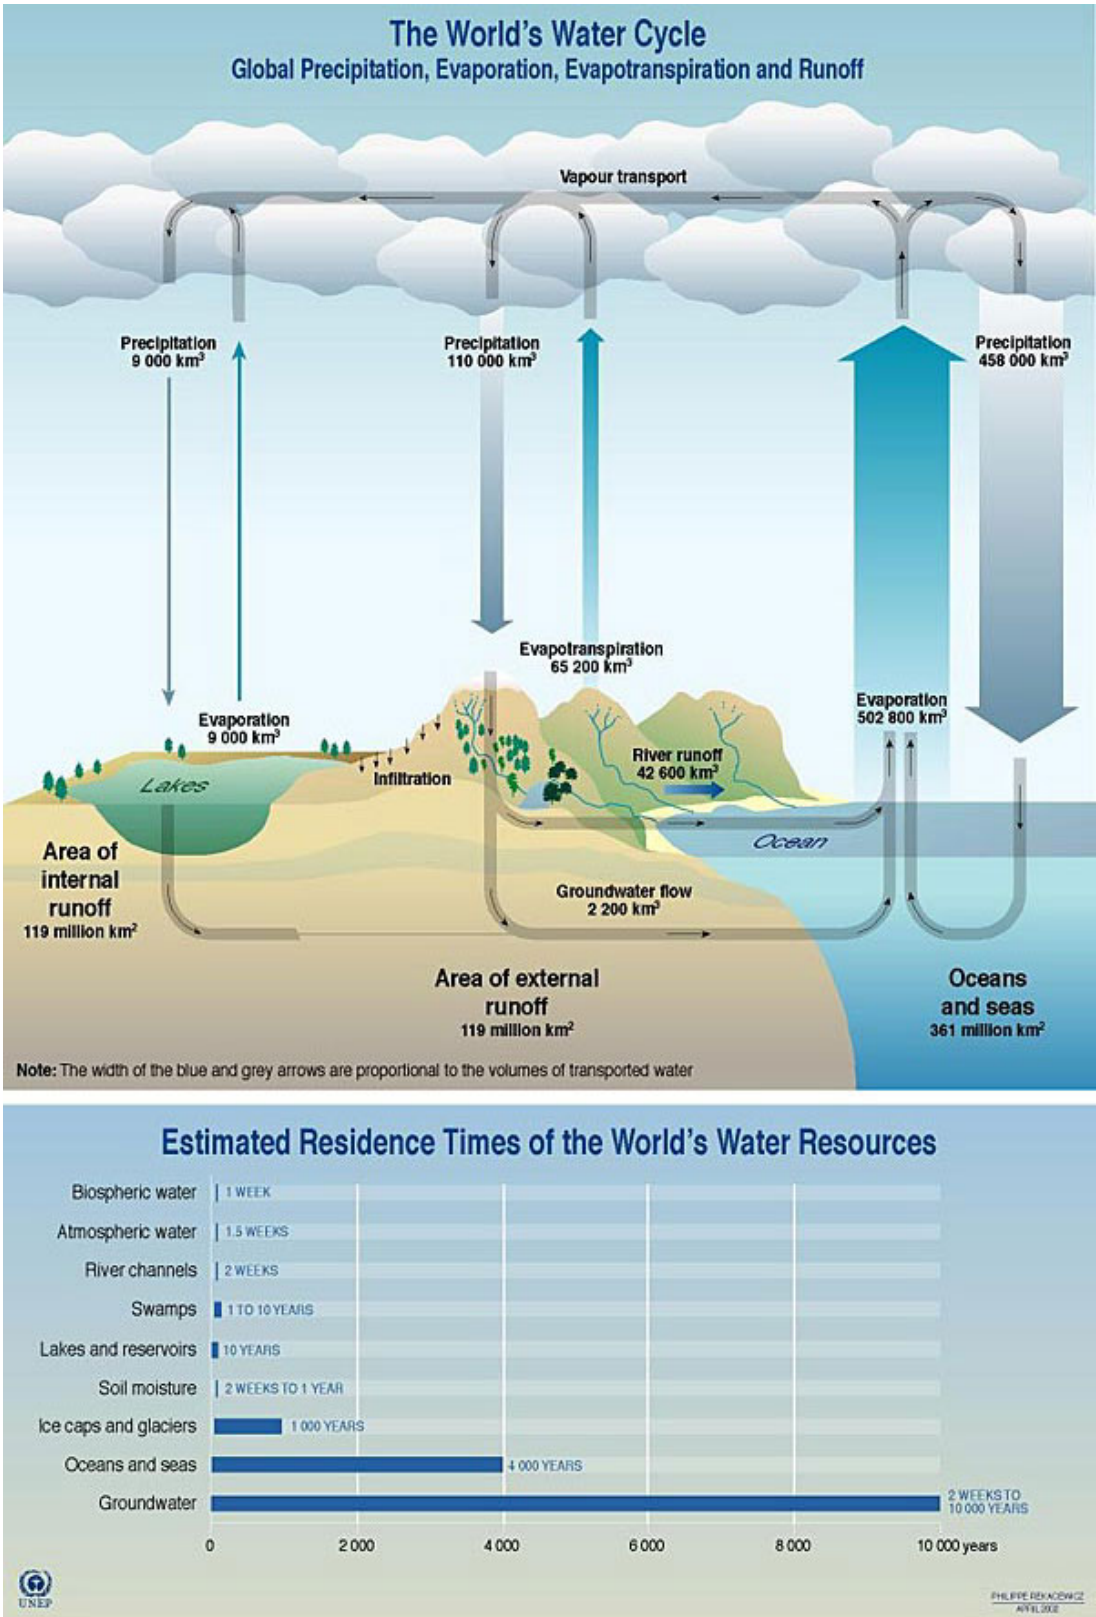 The World's Water Cycle
Global Precipitation, Evaporation, Evapotranspiration and Runoff
Vapour transport
Precipitation
9 000 km³
Precipitation
110 000 km³
Precipitation
458 000 km³
Evapotranspiration
65 200 km³
Evaporation
9 000 km³
Evaporation
502 800 km³
River runoff
42 600 km³
Infiltration
Lakes
Ocean
Area of
internal
runoff
119 million km²
Groundwater flow
2 200 km³
Area of external
runoff
119 million km²
Oceans
and seas
361 million km²
Note: The width of the blue and grey arrows are proportional to the volumes of transported water
Estimated Residence Times of the World's Water Resources
Biospheric water 1 WEEK
Atmospheric water 1.5 WEEKS
River channels 2 WEEKS
Swamps 1 TO 10 YEARS
Lakes and reservoirs 10 YEARS
Soil moisture 2 WEEKS TO 1 YEAR
Ice caps and glaciers 1 000 YEARS
Oceans and seas 4 000 YEARS
Groundwater 2 WEEKS TO
10 000 YEARS
0 2 000 4 000 6 000 8 000 10 000 years
UNEP
PHILIPPE REKACEWICZ
APRIL 2002